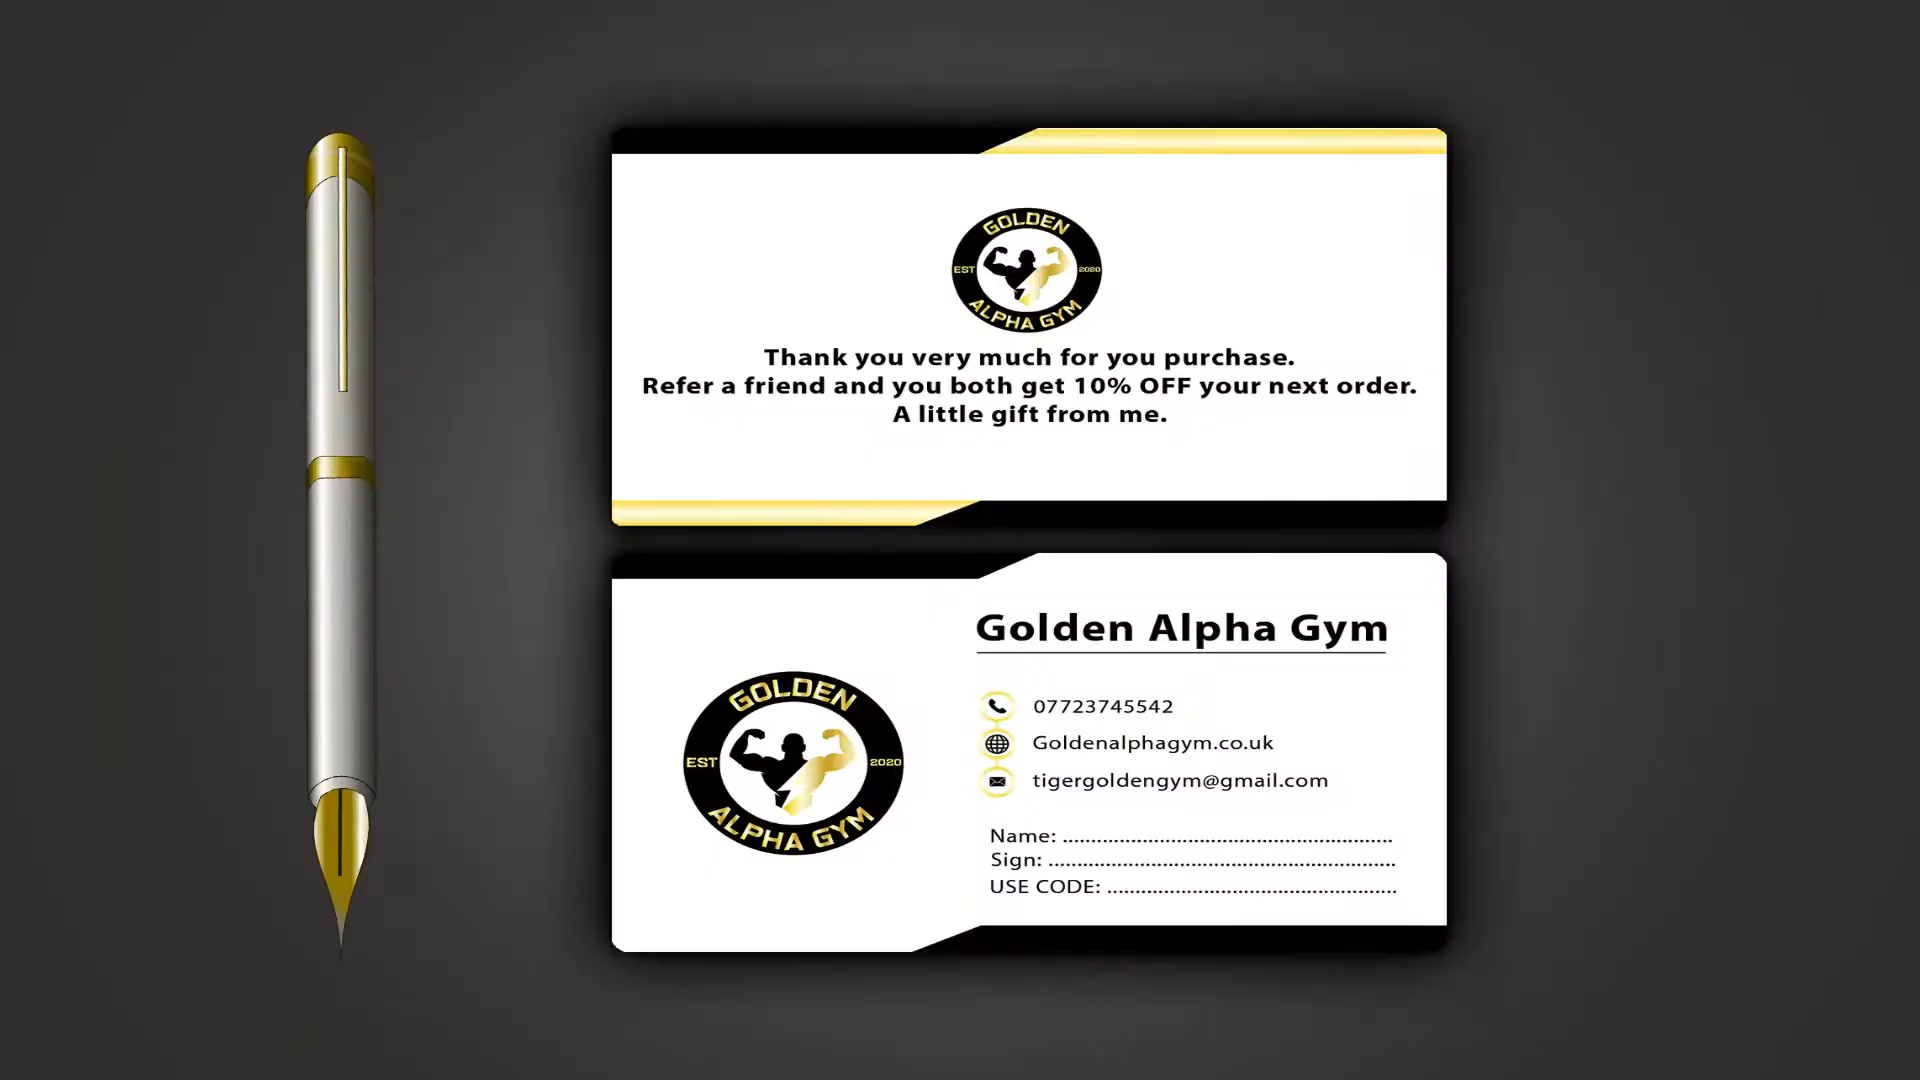 GOLDEN
EST 2020
ALPHA GYM
Thank you very much for you purchase.
Refer a friend and you both get 10% OFF your next order.
A little gift from me.
Golden Alpha Gym
GOLDEN
EST 2020
ALPHA GYM
07723745542
Goldenalphagym.co.uk
tigergoldengym@gmail.com
Name: ..........................................................
Sign: .............................................................
USE CODE: ...................................................